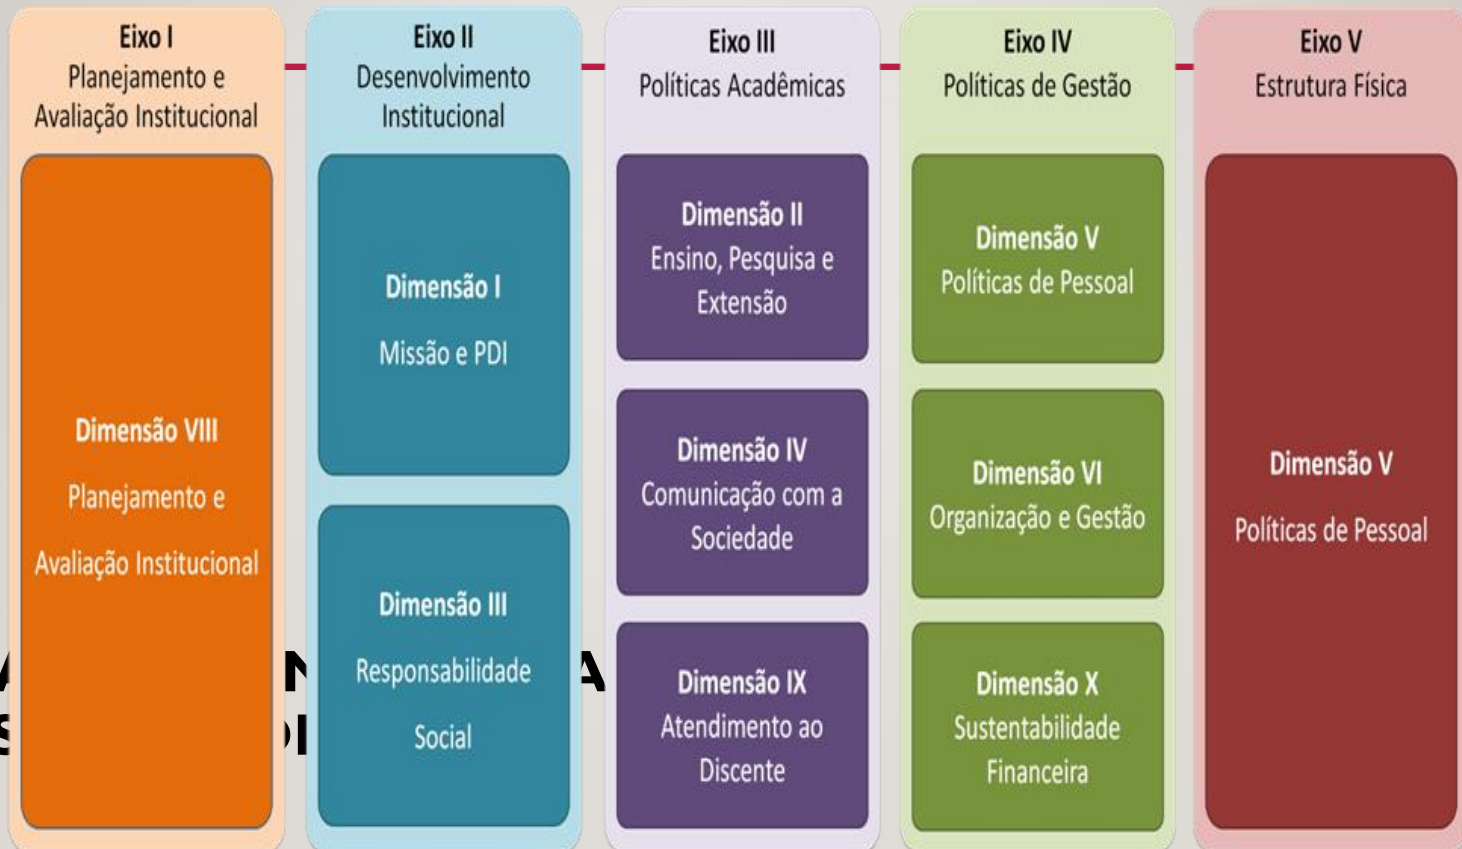 Eixo I
Planejamento e
Avaliação Institucional
Dimensão VIII
Planejamento e
Avaliação Institucional
Eixo II
Desenvolvimento
Institucional
Dimensão I
Missão e PDI
Dimensão III
Responsabilidade
Social
Eixo III
Políticas Acadêmicas
Dimensão II
Ensino, Pesquisa e
Extensão
Dimensão IV
Comunicação com a
Sociedade
Dimensão IX
Atendimento ao
Discente
Eixo IV
Políticas de Gestão
Dimensão V
Políticas de Pessoal
Dimensão VI
Organização e Gestão
Dimensão X
Sustentabilidade
Financeira
Eixo V
Estrutura Física
Dimensão V
Políticas de Pessoal